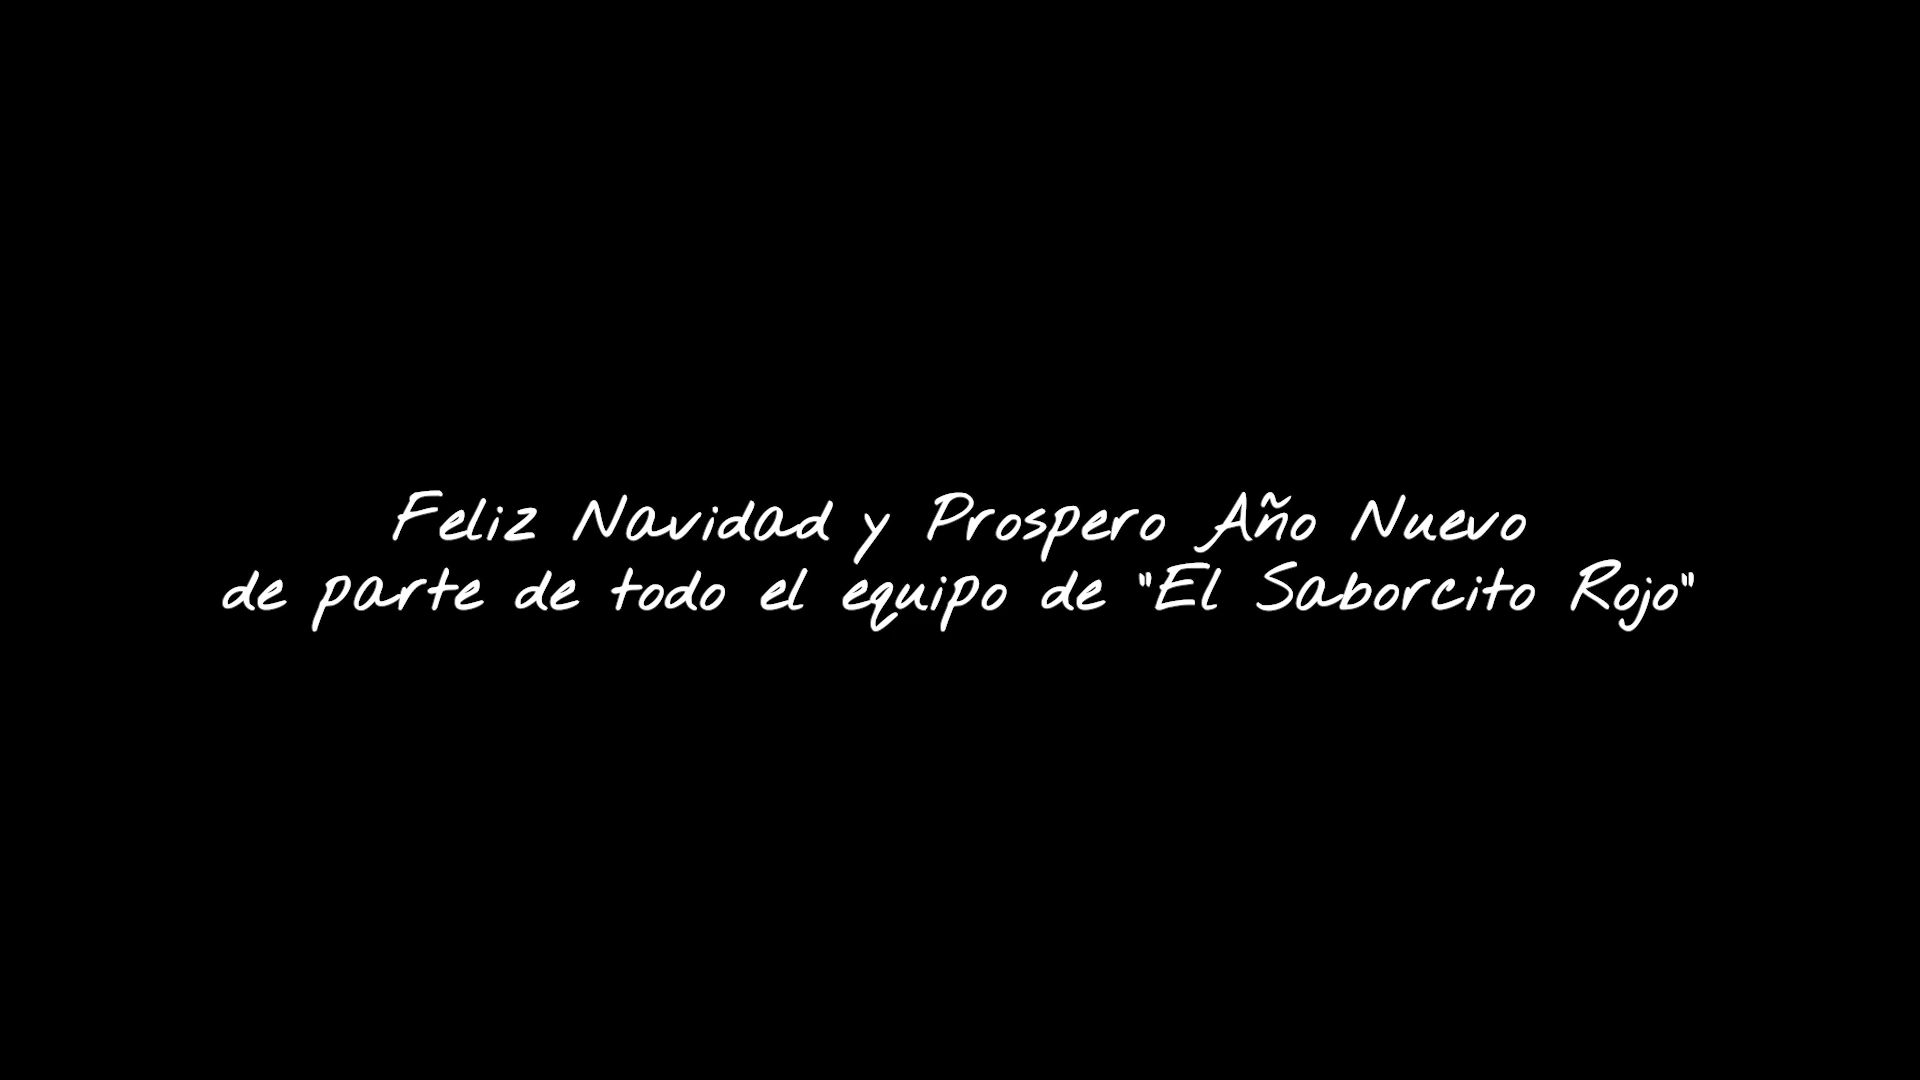 Feliz Navidad y Prospero Año Nuevo
de parte de todo el equipo de "El Saborcito Rojo"